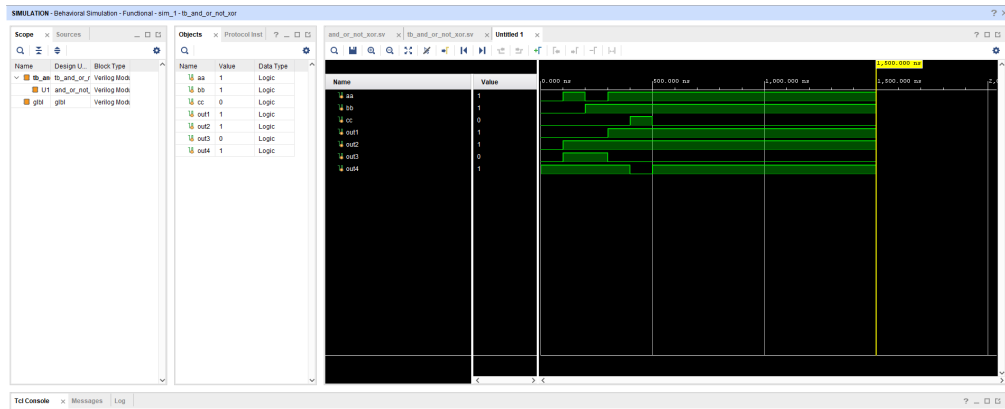 SIMULATION - Behavioral Simulation - Functional - sim_1 - tb_and_or_not_xor
Scope
Sources
Name Design U... Block Type
tb_an tb_and_or_r Verilog Modu
U1 and_or_not_ Verilog Modu
glbl glbl Verilog Modu
Objects
Protocol Inst
Name Value Data Type
aa 1 Logic
bb 1 Logic
cc 0 Logic
out1 1 Logic
out2 1 Logic
out3 0 Logic
out4 1 Logic
and_or_not_xor.sv
tb_and_or_not_xor.sv
Untitled 1
1,500.000 ns
Name Value
0.000 ns 500.000 ns 1,000.000 ns 1,500.000 ns 2,0
aa 1
bb 1
cc 0
out1 1
out2 1
out3 0
out4 1
Tcl Console
Messages
Log